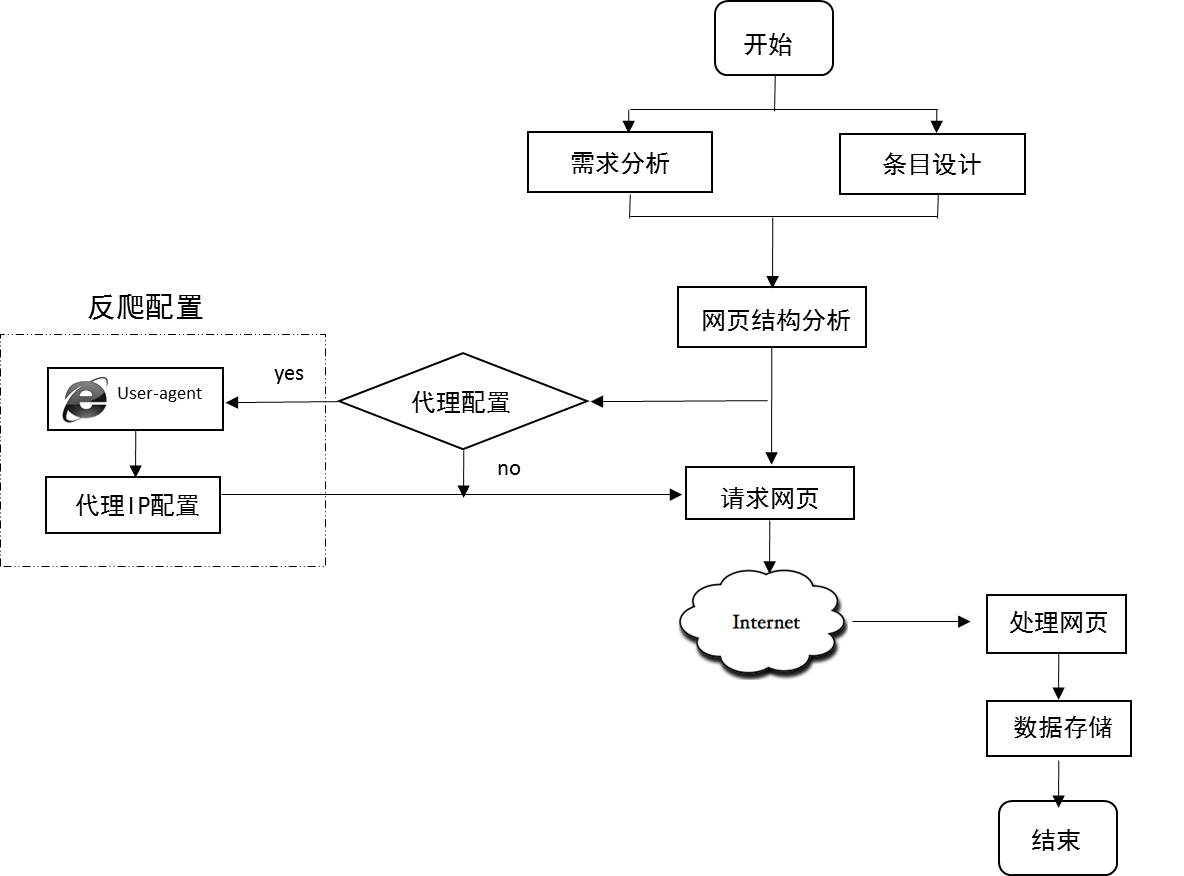 开始
需求分析
条目设计
网页结构分析
反爬配置
yes
User-agent
代理配置
no
代理IP配置
请求网页
Internet
处理网页
数据存储
结束